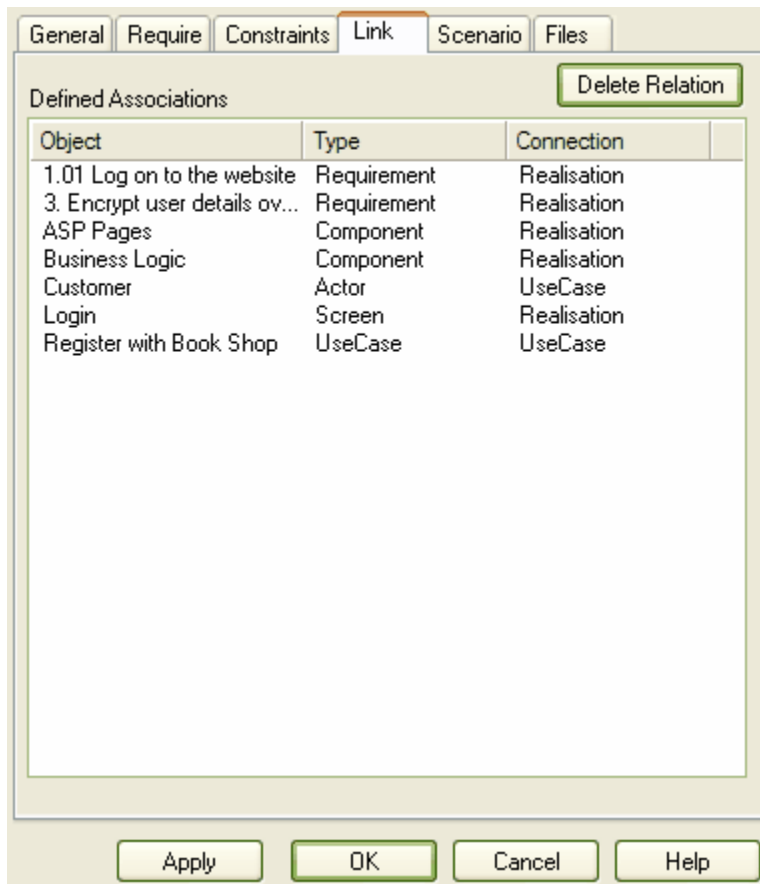 General Require Constraints Link Scenario Files
Delete Relation
Defined Associations
Object Type Connection
1.01 Log on to the website Requirement Realisation
3. Encrypt user details ov... Requirement Realisation
ASP Pages Component Realisation
Business Logic Component Realisation
Customer Actor UseCase
Login Screen Realisation
Register with Book Shop UseCase UseCase
Apply OK Cancel Help